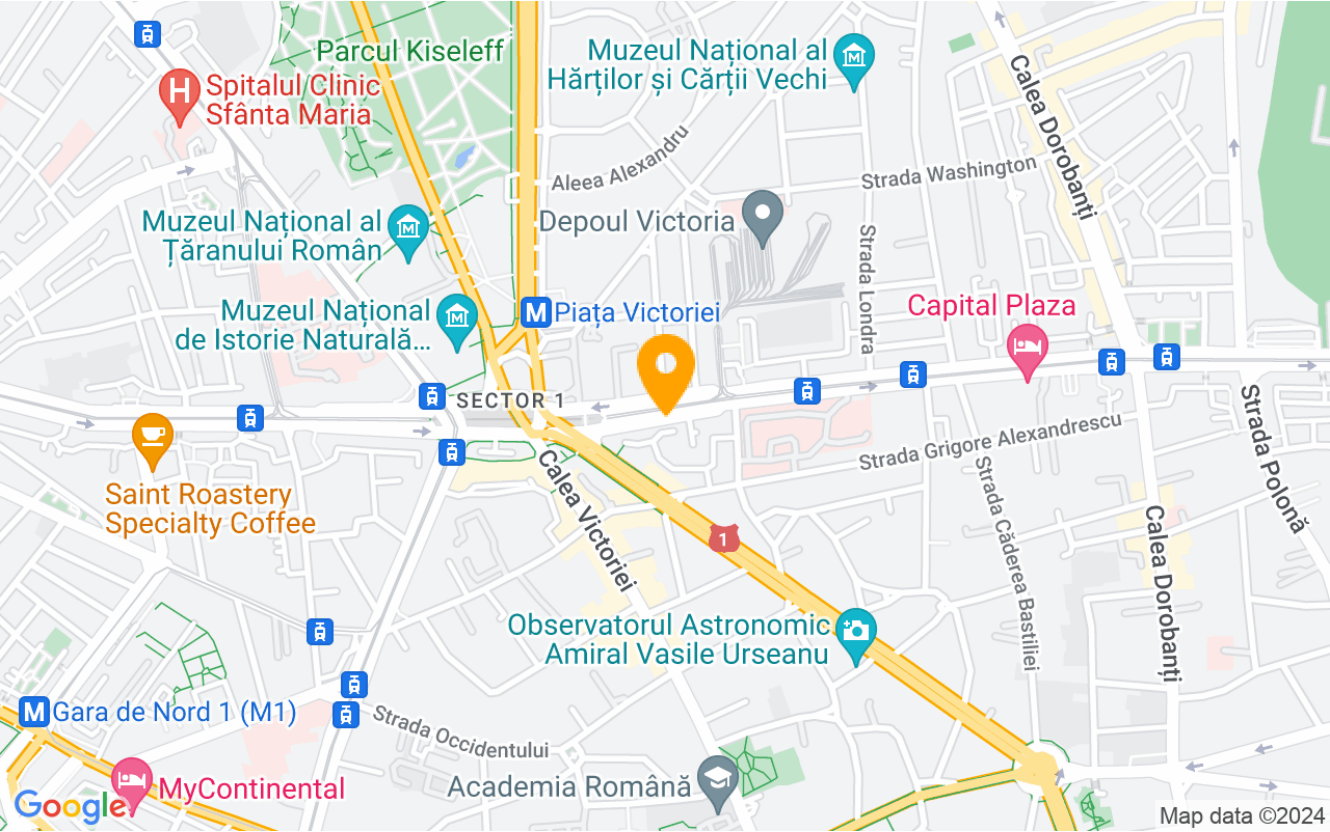 Parcul Kiseleff
Muzeul Național al
Hărților și Cărții Vechi
H
Spitalul Clinic
Sfânta Maria
Calea Dorobanți
Aleea Alexandru
Strada Washington
Muzeul Național al
Țăranului Român
Depoul Victoria
Strada Londra
Muzeul Național
de Istorie Naturală...
M Piața Victoriei
Capital Plaza
SECTOR 1
Strada Grigore Alexandrescu
Strada Polonă
Calea Victoriei
Strada Căderea Bastiliei
Saint Roastery
Specialty Coffee
1
Calea Dorobanți
Observatorul Astronomic
Amiral Vasile Urseanu
M Gara de Nord 1 (M1)
Strada Occidentului
Academia Română
MyContinental
Google
Map data ©2024